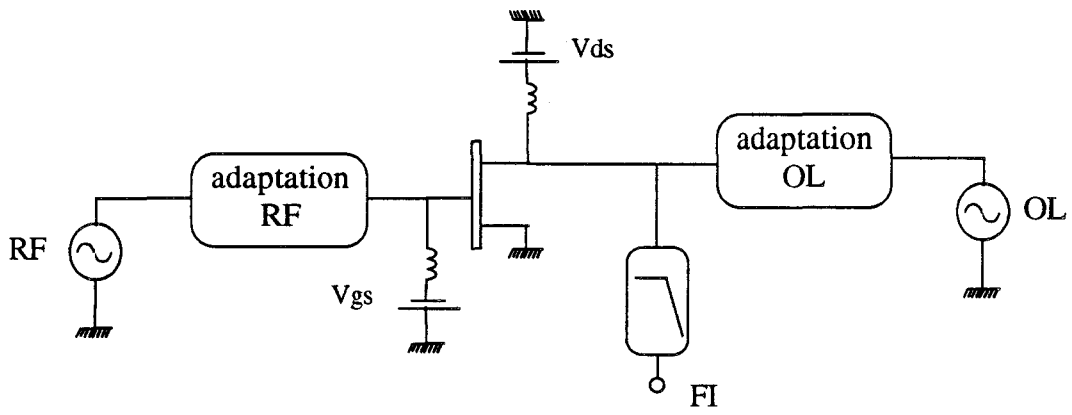 Vds
adaptation
RF
adaptation
OL
RF
OL
Vgs
FI